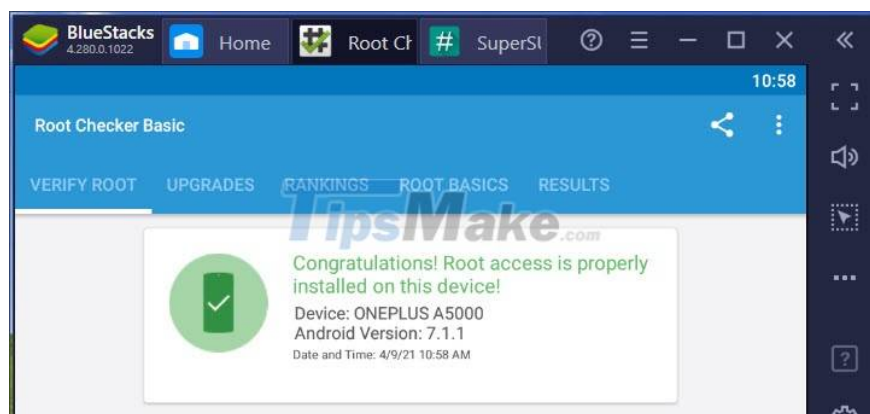 BlueStacks
4.280.0.1022
Home
Root Ch
SuperSU
10:58
Root Checker Basic
VERIFY ROOT UPGRADES RANKINGS ROOT BASICS RESULTS
TipsMake.com
Congratulations! Root access is properly
installed on this device!
Device: ONEPLUS A5000
Android Version: 7.1.1
Date and Time: 4/9/21 10:58 AM